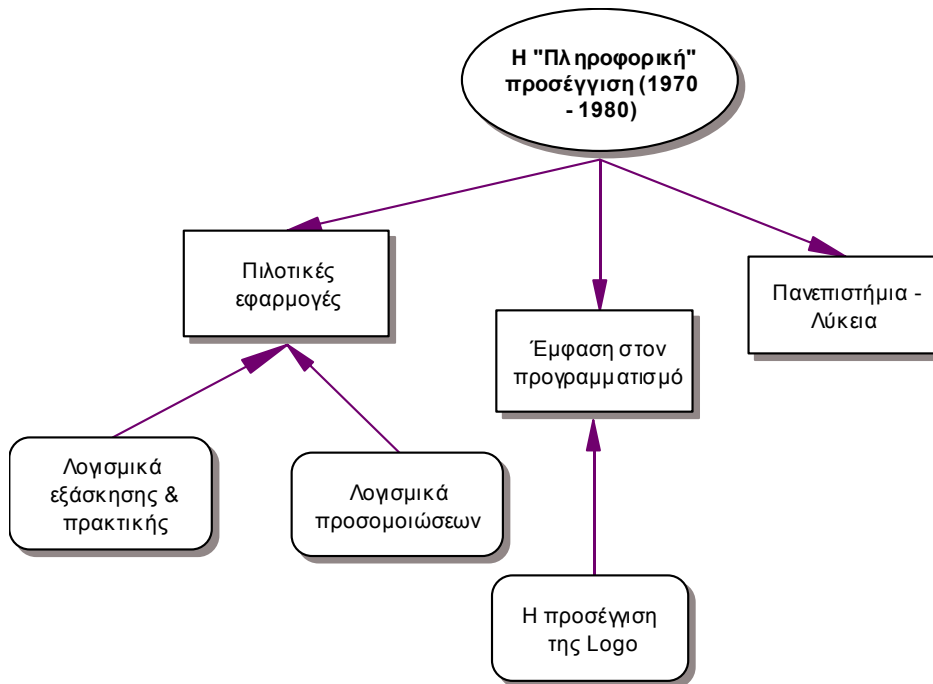 Η "Πληροφορική"
προσέγγιση (1970
- 1980)
Πιλοτικές
εφαρμογές
Πανεπιστήμια -
Λύκεια
Έμφαση στον
προγραμματισμό
Λογισμικά
εξάσκησης &
πρακτικής
Λογισμικά
προσομοιώσεων
Η προσέγγιση
της Logo